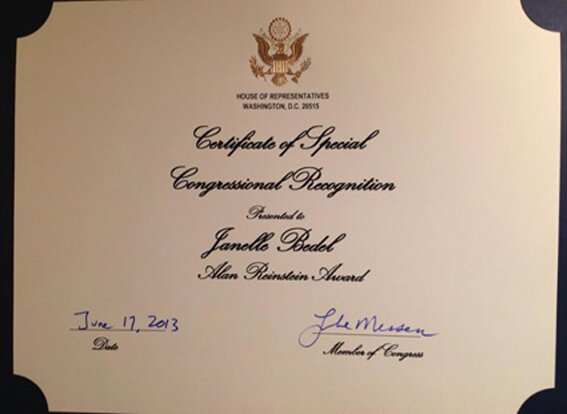 HOUSE OF REPRESENTATIVES
WASHINGTON, D.C. 20515
Certificate of Special
Congressional Recognition
Presented to
Janelle Bedel
Alan Reinstein Award
June 17, 2013
Date
Member of Congress